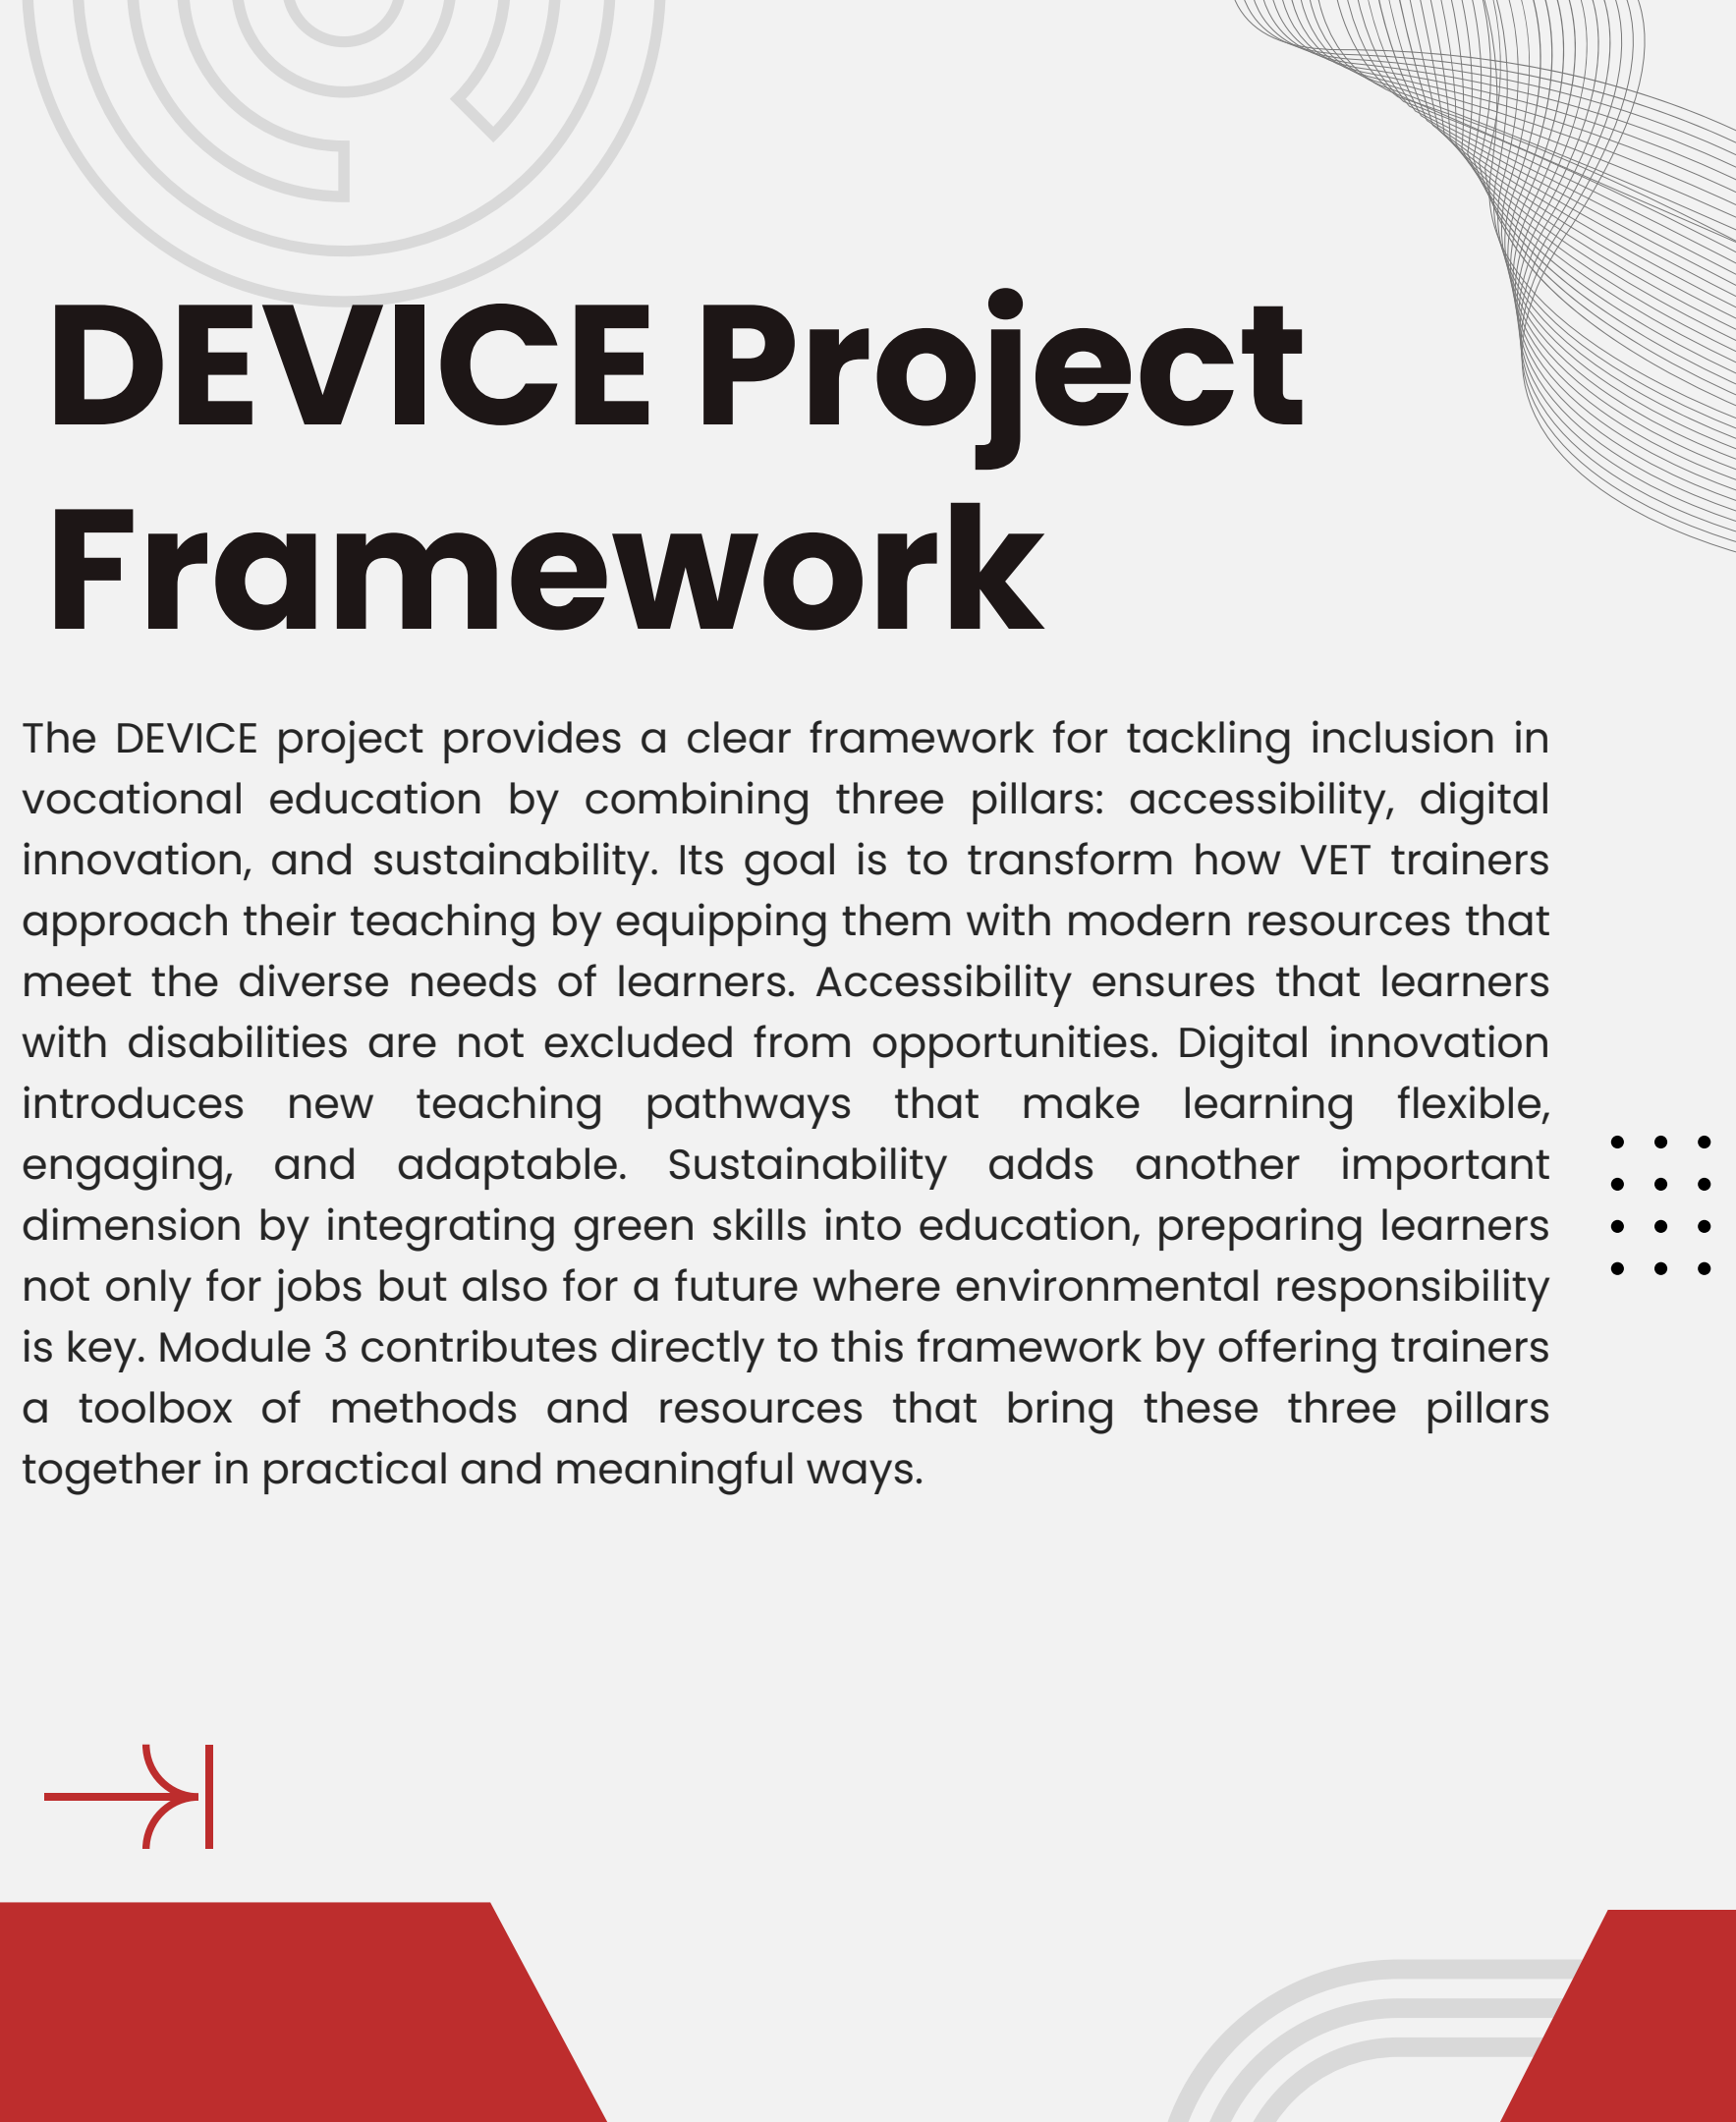 DEVICE Project
Framework
The DEVICE project provides a clear framework for tackling inclusion in
vocational education by combining three pillars: accessibility, digital
innovation, and sustainability. Its goal is to transform how VET trainers
approach their teaching by equipping them with modern resources that
meet the diverse needs of learners. Accessibility ensures that learners
with disabilities are not excluded from opportunities. Digital innovation
introduces new teaching pathways that make learning flexible,
engaging, and adaptable. Sustainability adds another important
dimension by integrating green skills into education, preparing learners
not only for jobs but also for a future where environmental responsibility
is key. Module 3 contributes directly to this framework by offering trainers
a toolbox of methods and resources that bring these three pillars
together in practical and meaningful ways.